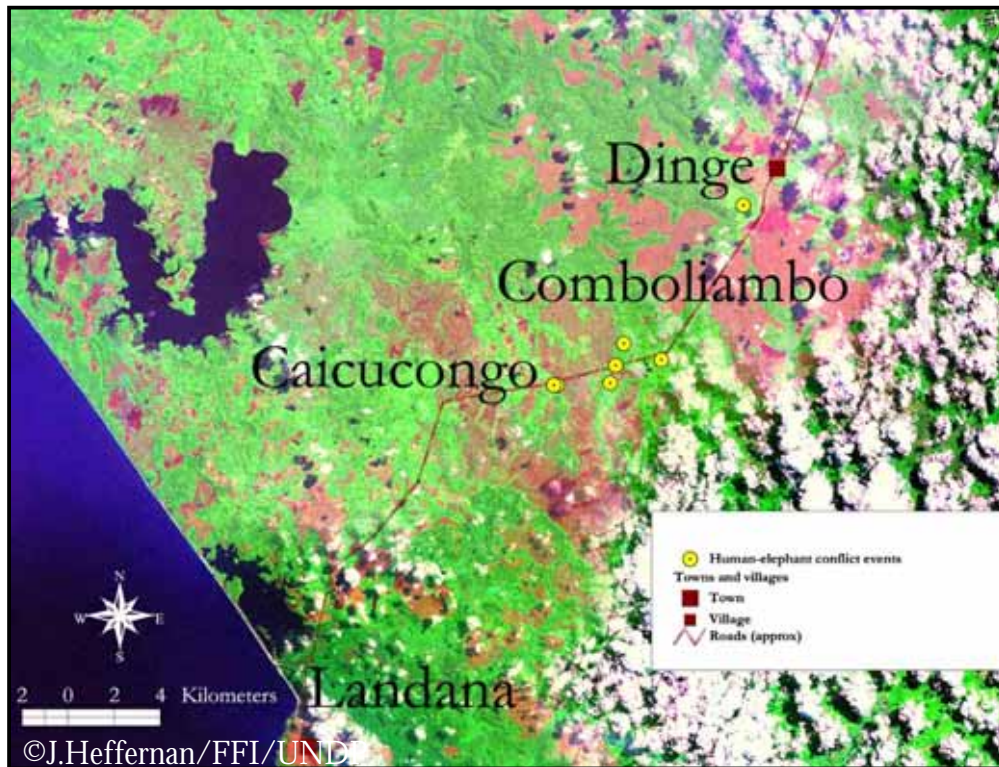 Dinge
Comboliambo
Caicucongo
Human-elephant conflict events
Towns and villages
Town
Village
Roads (approx)
N
W E
S
2 0 2 4 Kilometers
Landana
©J.Heffernan/FFI/UNDP